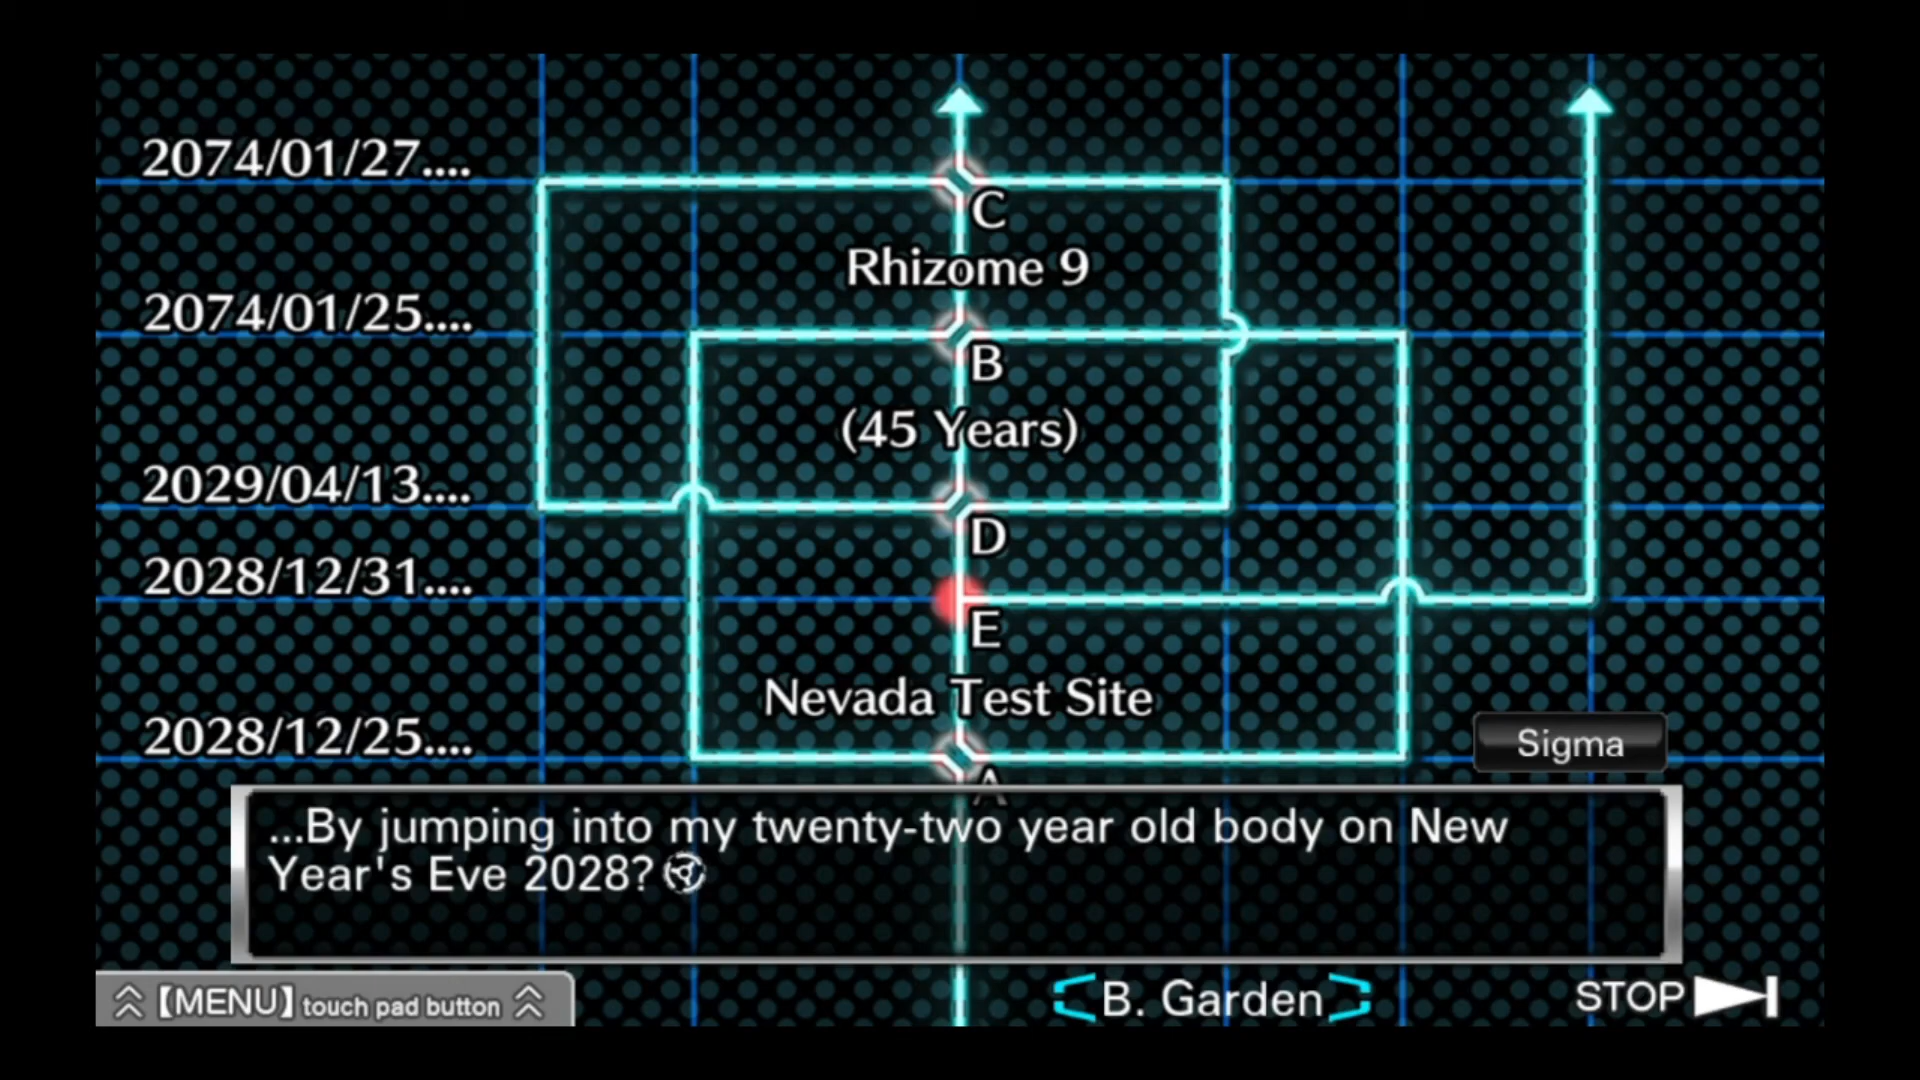 2074/01/27....
C
Rhizome 9
2074/01/25....
B
(45 Years)
2029/04/13....
D
2028/12/31....
E
Nevada Test Site
2028/12/25....
Sigma
A
...By jumping into my twenty-two year old body on New
Year's Eve 2028?
【MENU】touch pad button
B. Garden
STOP